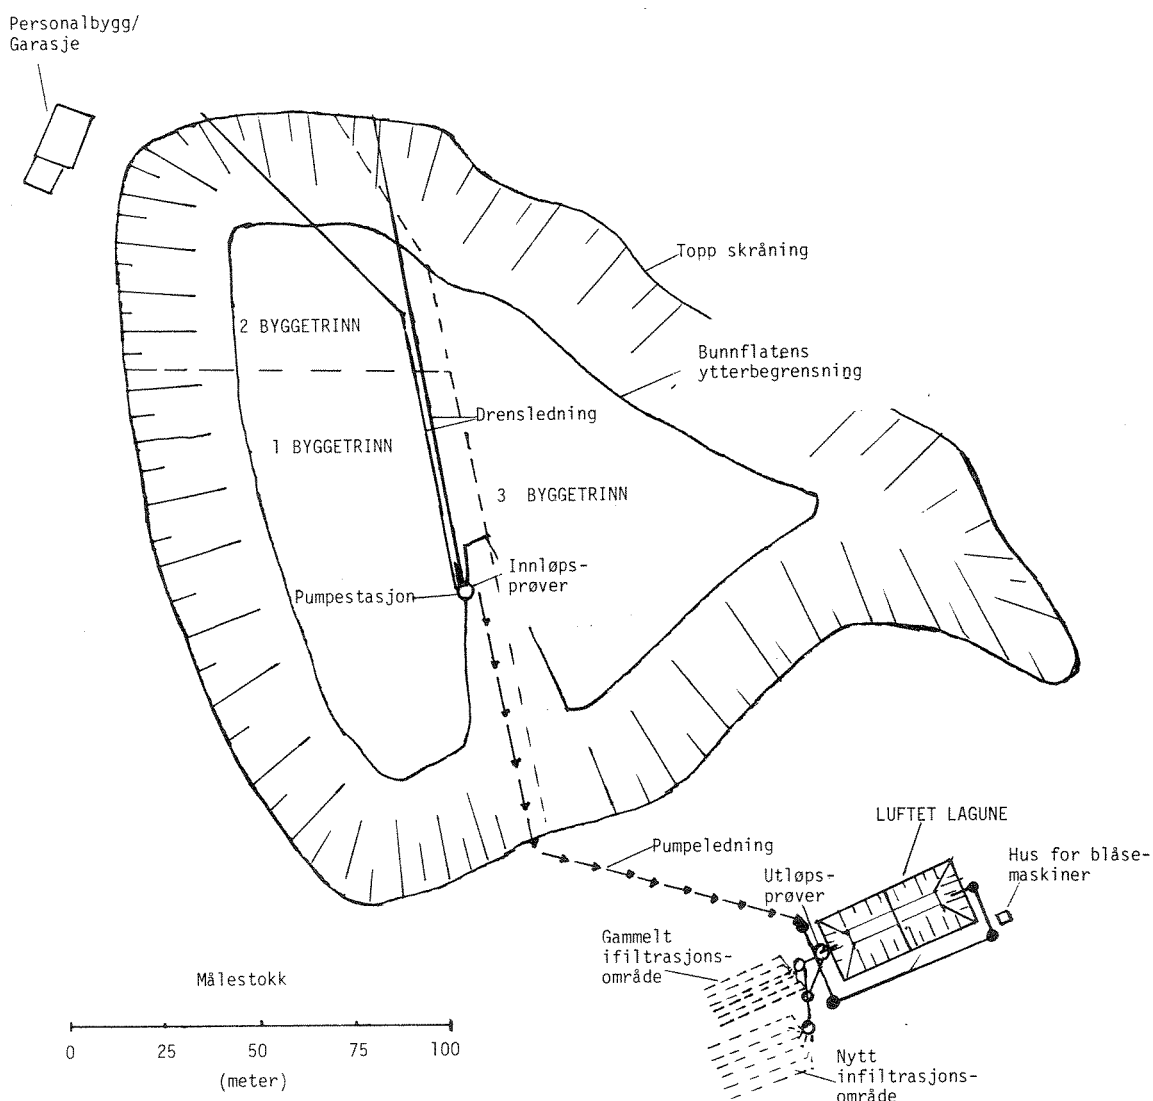 Personalbygg/
Garasje
Topp skråning
2 BYGGETRINN
Bunnflatens
ytterbegrensning
Drensledning
1 BYGGETRINN
3 BYGGETRINN
Innløps-
prøver
Pumpestasjon
LUFTET LAGUNE
Pumpeledning
Hus for blåse-
maskiner
Utløps-
prøver
Gammelt
ifiltrasjons-
område
Målestokk
0 25 50 75 100
(meter)
Nytt
infiltrasjons-
område